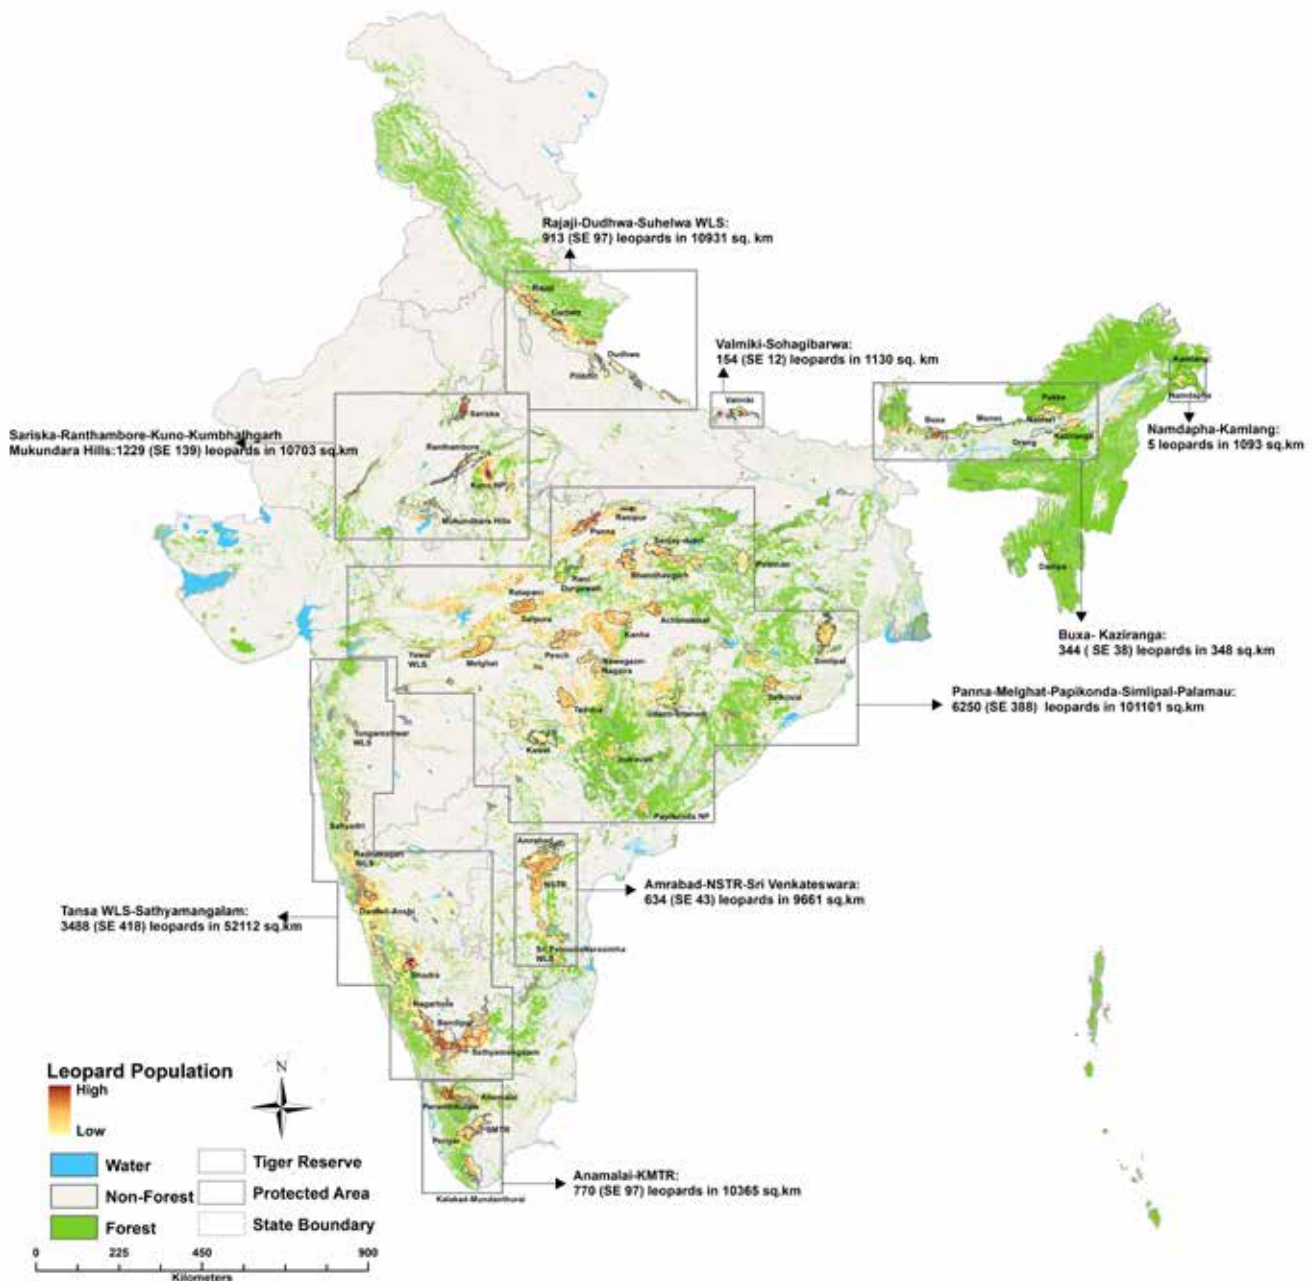 Rajaji-Dudhwa-Suhelwa WLS:
913 (SE 97) leopards in 10931 sq. km
Rajaji
Corbett
Dudhwa
Pilibhit
Valmiki-Sohagibarwa:
154 (SE 12) leopards in 1130 sq. km
Valmiki
Kamlang
Namdapha
Namdapha-Kamlang:
5 leopards in 1093 sq.km
Buxa
Manas
Pakke
Nameri
Orang
Kaziranga
Dampa
Buxa- Kaziranga:
344 ( SE 38) leopards in 348 sq.km
Sariska-Ranthambore-Kuno-Kumbhalhgarh
Mukundara Hills:1229 (SE 139) leopards in 10703 sq.km
Sariska
Ranthambore
Kuno NP
Mukundara Hills
Ranipur
Panna
Sanjay-dubri
Bhandhavgarh
Palamau
Rani
Durgawati
Ratapani
Satpura
Kanha
Achanakmar
Simlipal
Yawal
WLS
Melghat
Pench
Nawegaon-
Nagzira
Satkosia
Tadoba
Udanti-Sitanadi
Kawal
Indravati
Papikonda NP
Panna-Melghat-Papikonda-Simlipal-Palamau:
6250 (SE 388) leopards in 101101 sq.km
Tungareshwar
WLS
Sahyadri
Radhanagari
WLS
Dandeli-Anshi
Bhadra
Nagarhole
Bandipur
Sathyamangalam
Tansa WLS-Sathyamangalam:
3488 (SE 418) leopards in 52112 sq.km
Amrabad
NSTR
Sri PenusilaNarasimha
WLS
Amrabad-NSTR-Sri Venkateswara:
634 (SE 43) leopards in 9661 sq.km
Parambikulam
Periyar
SMTR
Kalakad-Mundanthurai
Anamalai-KMTR:
770 (SE 97) leopards in 10365 sq.km
Leopard Population
High
Low
N
Water
Non-Forest
Forest
Tiger Reserve
Protected Area
State Boundary
0 225 450 900
Kilometers